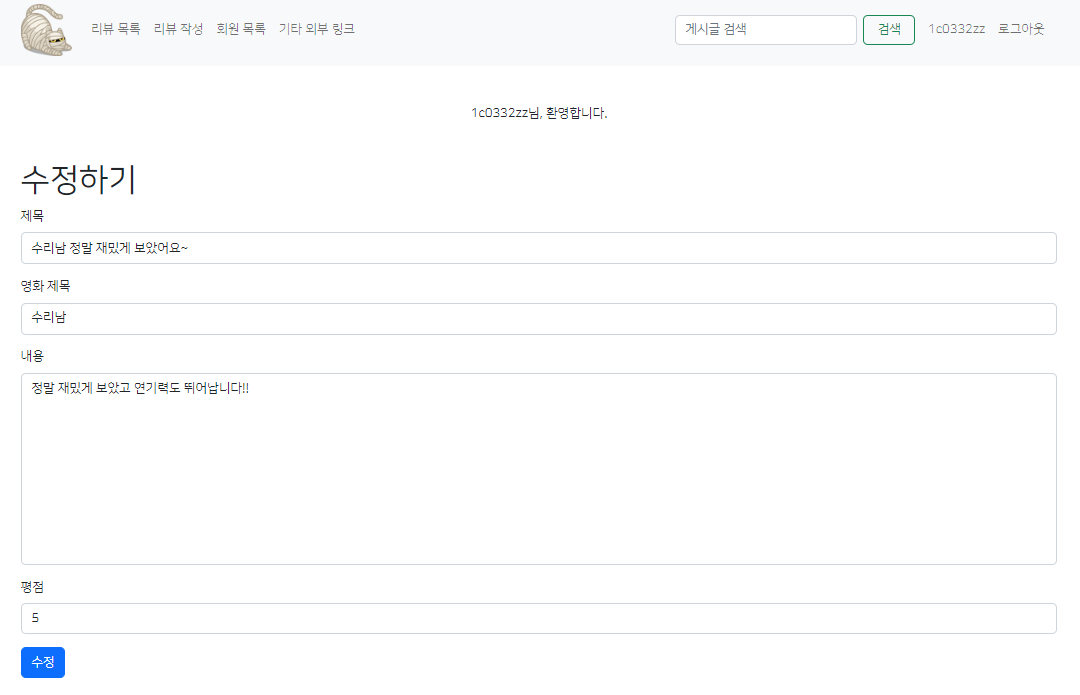 리뷰 목록 리뷰 작성 회원 목록 기타 외부 링크 게시글 검색 검색 1c0332zz 로그아웃
1c0332zz님, 환영합니다.
수정하기
제목
수리남 정말 재밌게 보았어요~
영화 제목
수리남
내용
정말 재밌게 보았고 연기력도 뛰어납니다!!
평점
5
수정